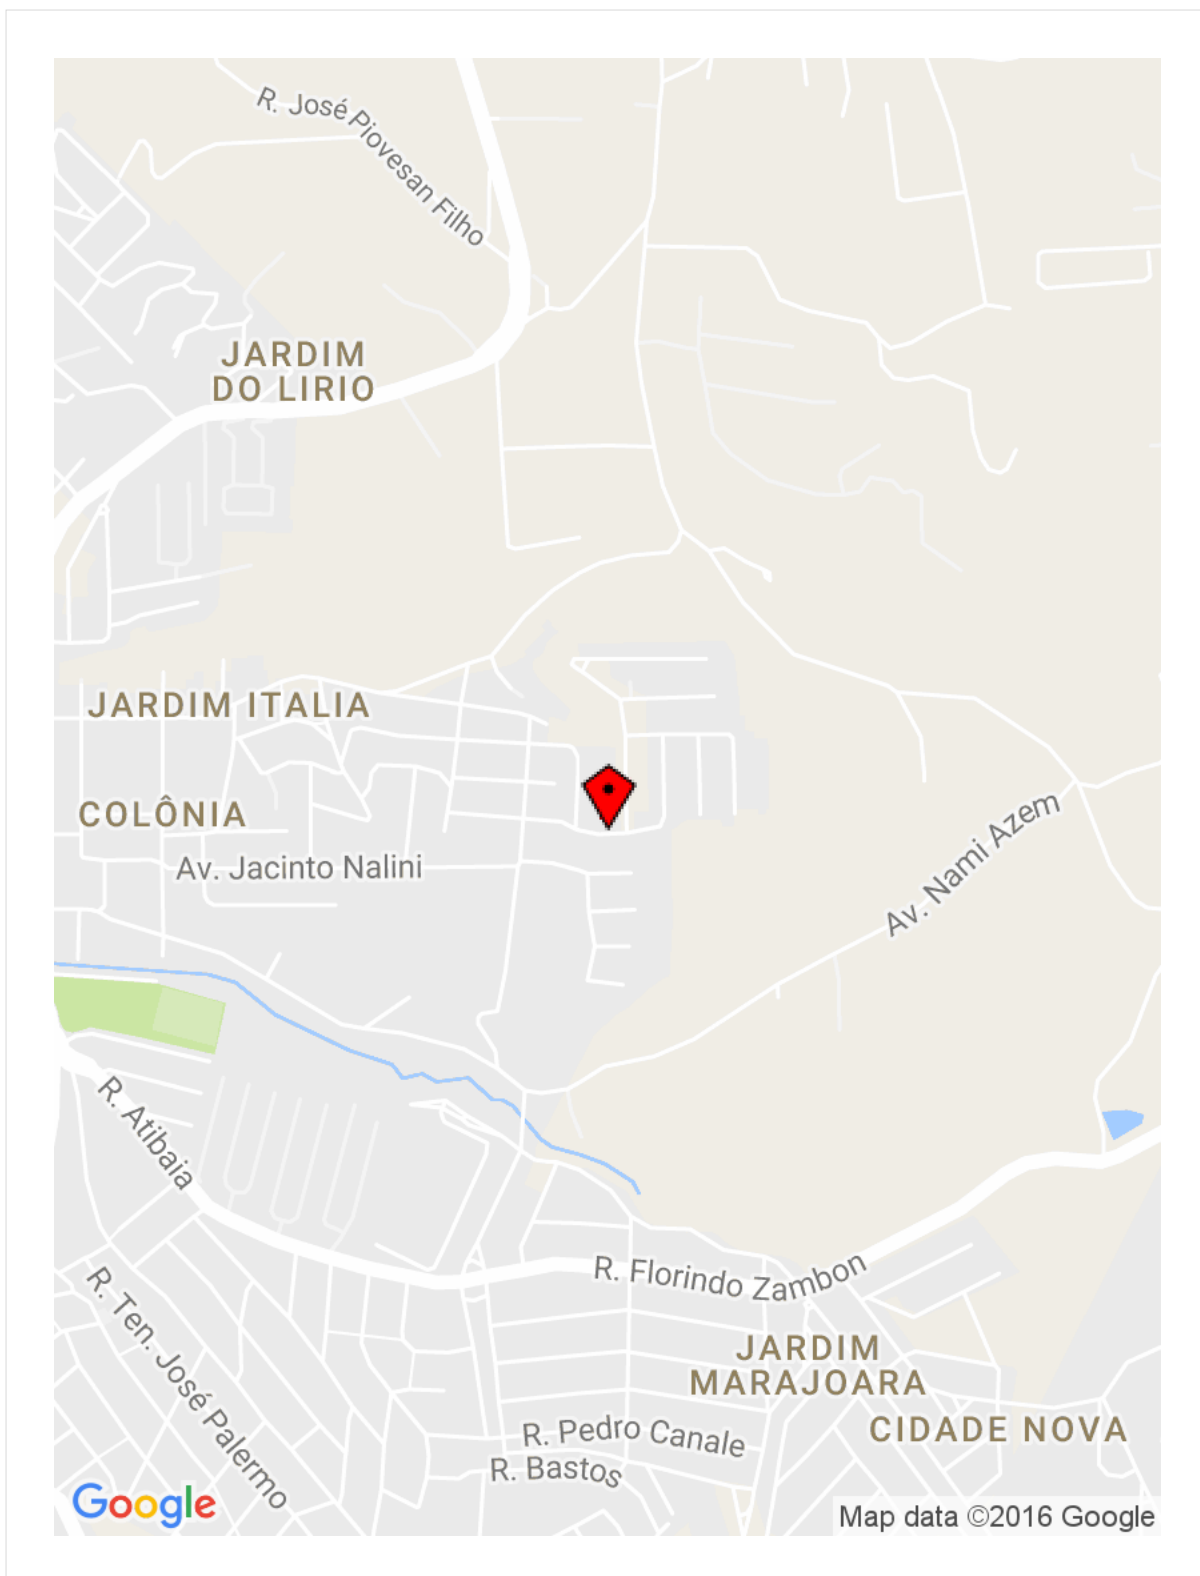 R. José Piovesan Filho
JARDIM
DO LIRIO
JARDIM ITALIA
COLÔNIA
Av. Jacinto Nalini
Av. Nami Azem
R. Atibaia
R. Florindo Zambon
R. Ten. José Palermo
JARDIM
MARAJOARA
CIDADE NOVA
R. Pedro Canale
R. Bastos
Google
Map data ©2016 Google